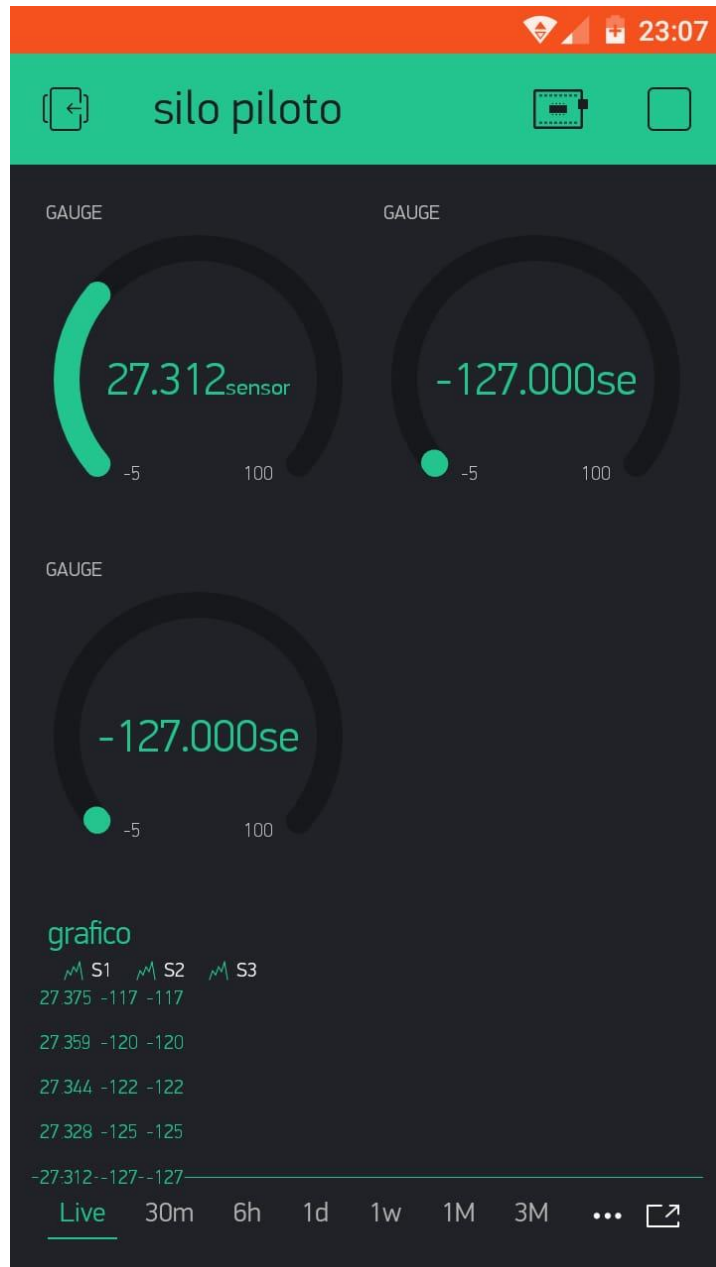 23:07
silo piloto
GAUGE GAUGE
27.312sensor -127.000se
-5 100 -5 100
GAUGE
-127.000se
-5 100
grafico
S1 S2 S3
27.375 -117 -117
27.359 -120 -120
27.344 -122 -122
27.328 -125 -125
27.312 -127 -127
Live 30m 6h 1d 1w 1M 3M